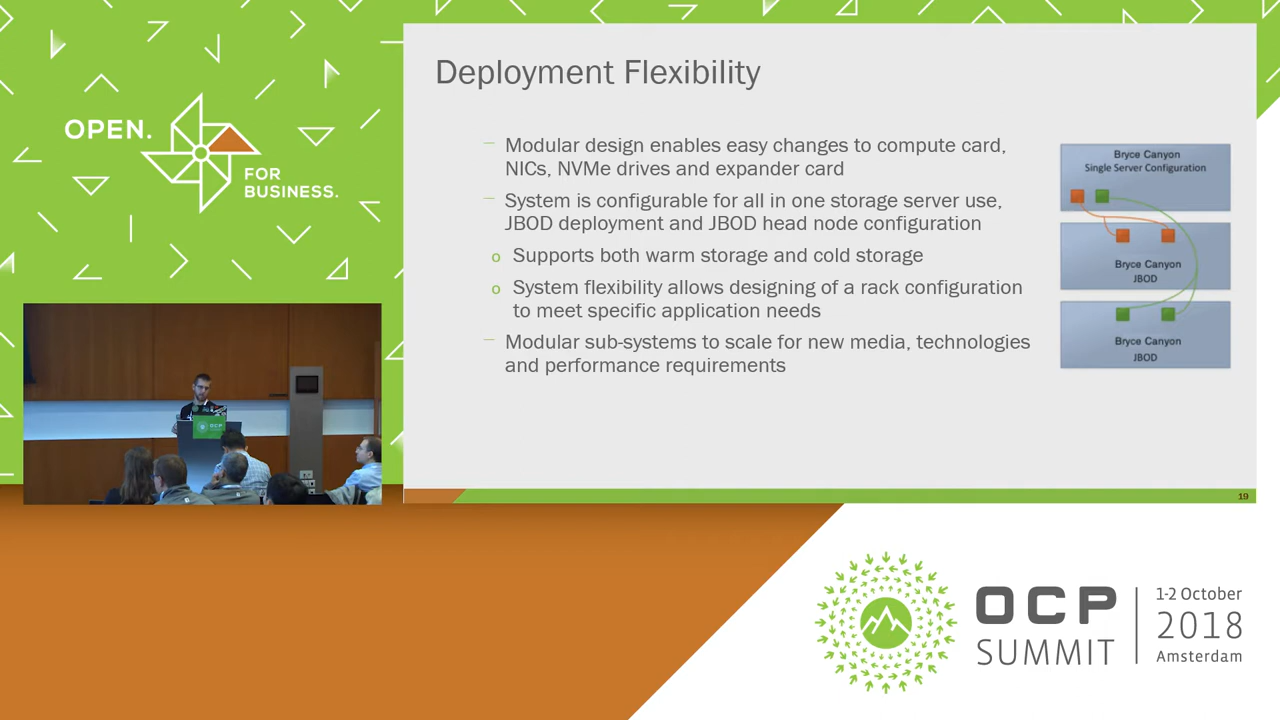 OPEN.
FOR
BUSINESS.
Deployment Flexibility
Modular design enables easy changes to compute card,
NICs, NVMe drives and expander card
System is configurable for all in one storage server use,
JBOD deployment and JBOD head node configuration
o Supports both warm storage and cold storage
o System flexibility allows designing of a rack configuration
to meet specific application needs
Modular sub-systems to scale for new media, technologies
and performance requirements
Bryce Canyon
Single Server Configuration
Bryce Canyon
JBOD
Bryce Canyon
JBOD
19
OCP
OCP
SUMMIT
1-2 October
2018
Amsterdam